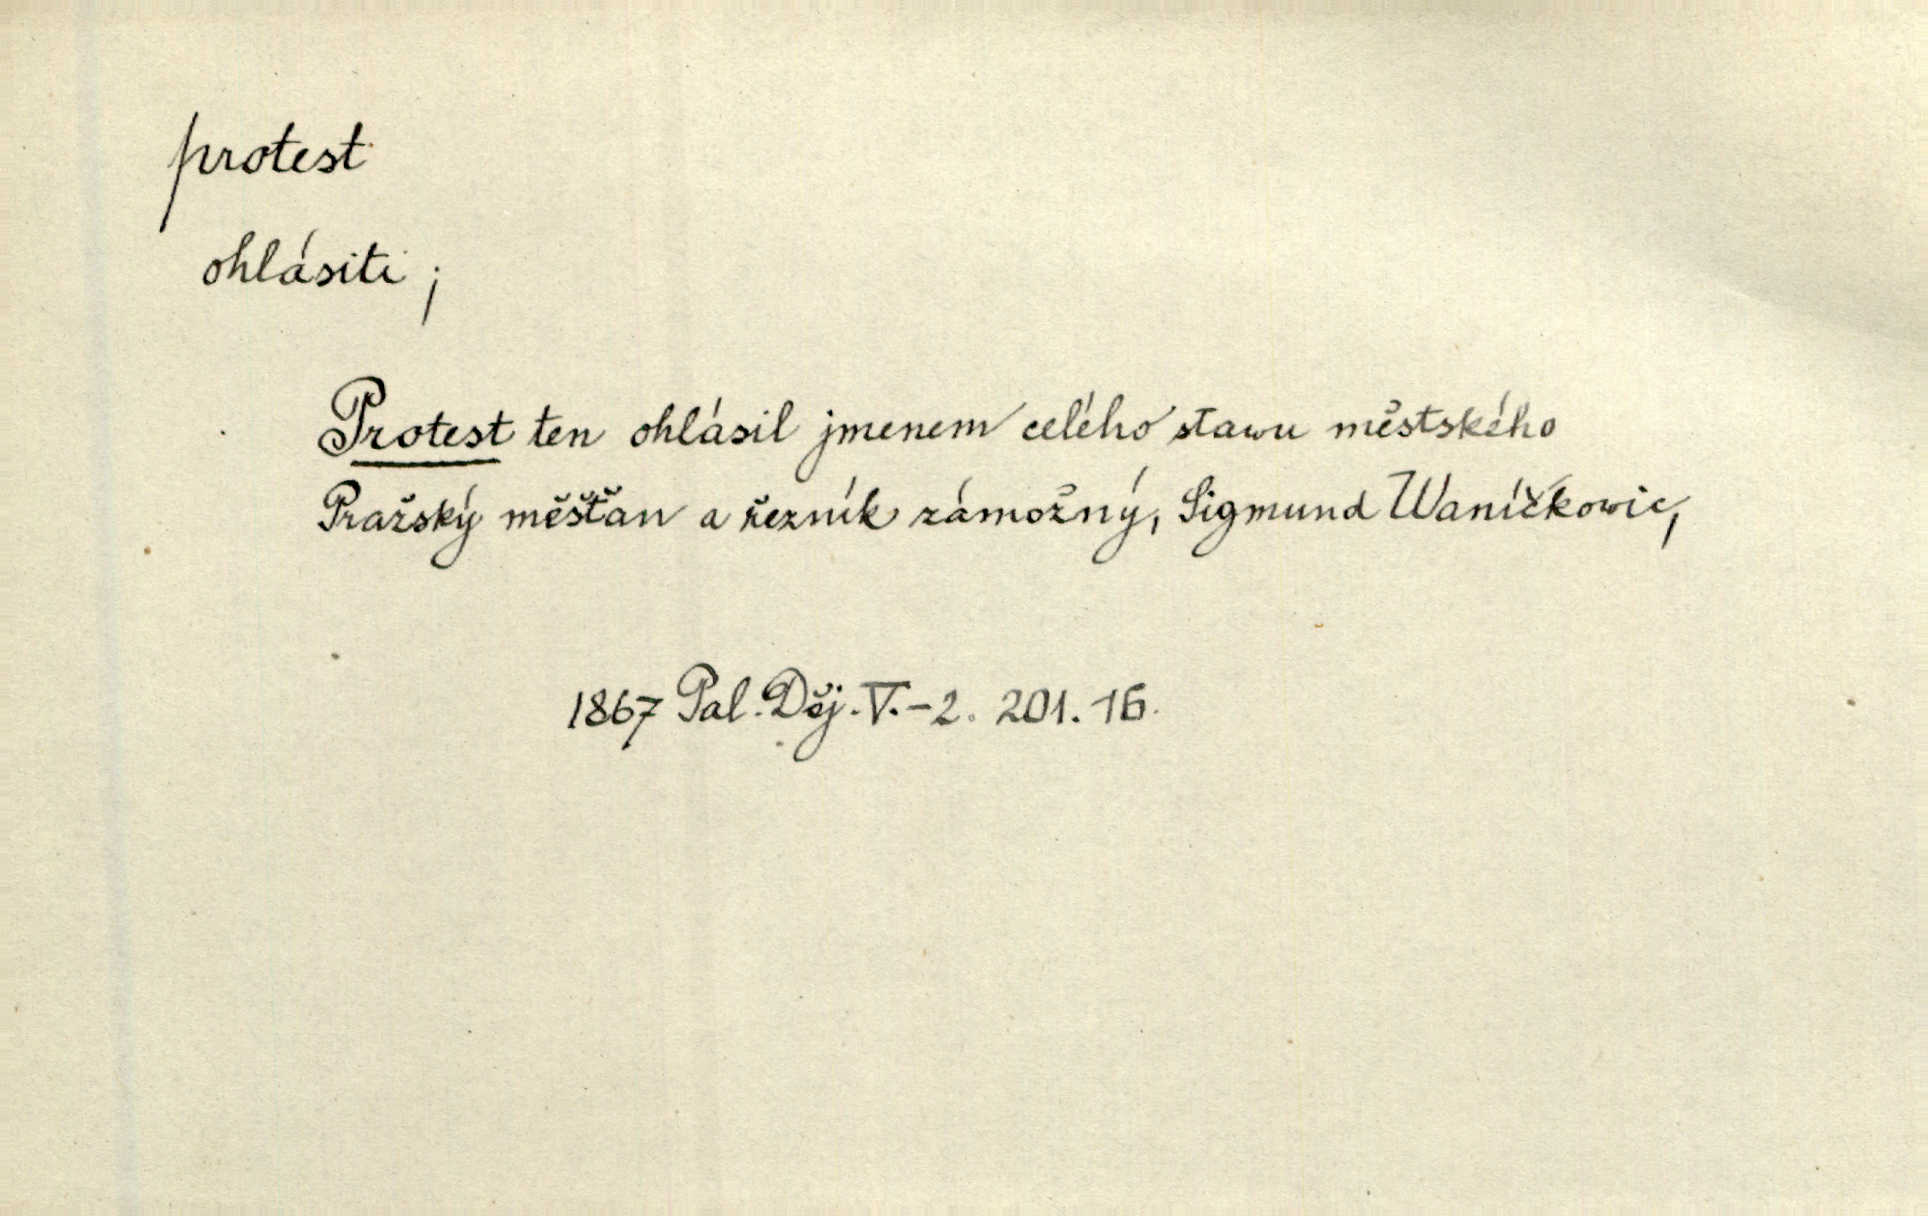 protest
ohlásiti;
Protest ten ohlásil jmenem celého stawu městského
Pražský měšťan a řezník zámožný, Sigmund Waníčkowic,
1867 Pal. Děj. V.-2. 201. 16.